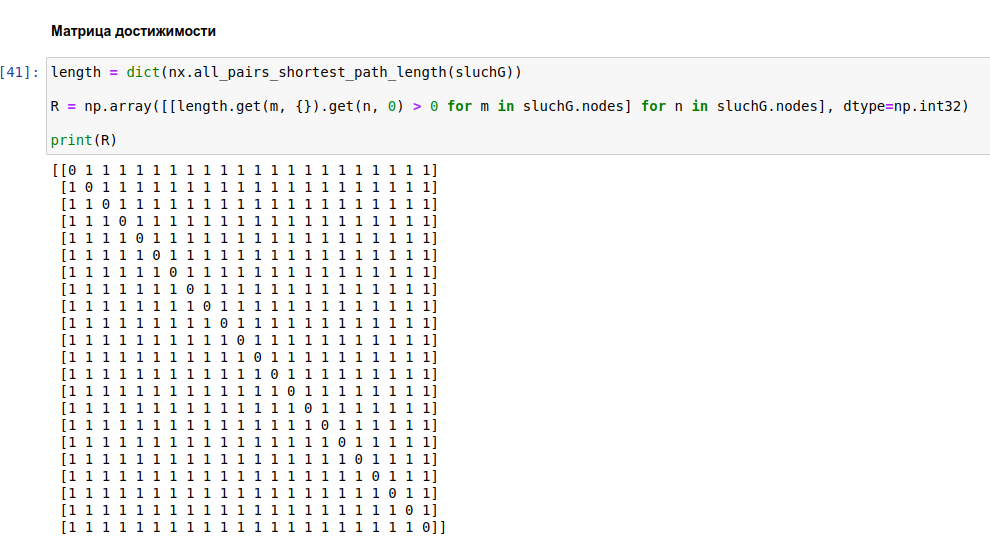 Матрица достижимости
[41]: length = dict(nx.all_pairs_shortest_path_length(sluchG))
R = np.array([[length.get(m, {}).get(n, 0) > 0 for m in sluchG.nodes] for n in sluchG.nodes], dtype=np.int32)
print(R)
[[0 1 1 1 1 1 1 1 1 1 1 1 1 1 1 1 1 1 1 1 1 1]
[1 0 1 1 1 1 1 1 1 1 1 1 1 1 1 1 1 1 1 1 1 1]
[1 1 0 1 1 1 1 1 1 1 1 1 1 1 1 1 1 1 1 1 1 1]
[1 1 1 0 1 1 1 1 1 1 1 1 1 1 1 1 1 1 1 1 1 1]
[1 1 1 1 0 1 1 1 1 1 1 1 1 1 1 1 1 1 1 1 1 1]
[1 1 1 1 1 0 1 1 1 1 1 1 1 1 1 1 1 1 1 1 1 1]
[1 1 1 1 1 1 0 1 1 1 1 1 1 1 1 1 1 1 1 1 1 1]
[1 1 1 1 1 1 1 0 1 1 1 1 1 1 1 1 1 1 1 1 1 1]
[1 1 1 1 1 1 1 1 0 1 1 1 1 1 1 1 1 1 1 1 1 1]
[1 1 1 1 1 1 1 1 1 0 1 1 1 1 1 1 1 1 1 1 1 1]
[1 1 1 1 1 1 1 1 1 1 0 1 1 1 1 1 1 1 1 1 1 1]
[1 1 1 1 1 1 1 1 1 1 1 0 1 1 1 1 1 1 1 1 1 1]
[1 1 1 1 1 1 1 1 1 1 1 1 0 1 1 1 1 1 1 1 1 1]
[1 1 1 1 1 1 1 1 1 1 1 1 1 0 1 1 1 1 1 1 1 1]
[1 1 1 1 1 1 1 1 1 1 1 1 1 1 0 1 1 1 1 1 1 1]
[1 1 1 1 1 1 1 1 1 1 1 1 1 1 1 0 1 1 1 1 1 1]
[1 1 1 1 1 1 1 1 1 1 1 1 1 1 1 1 0 1 1 1 1 1]
[1 1 1 1 1 1 1 1 1 1 1 1 1 1 1 1 1 0 1 1 1 1]
[1 1 1 1 1 1 1 1 1 1 1 1 1 1 1 1 1 1 0 1 1 1]
[1 1 1 1 1 1 1 1 1 1 1 1 1 1 1 1 1 1 1 0 1 1]
[1 1 1 1 1 1 1 1 1 1 1 1 1 1 1 1 1 1 1 1 0 1]
[1 1 1 1 1 1 1 1 1 1 1 1 1 1 1 1 1 1 1 1 1 0]]